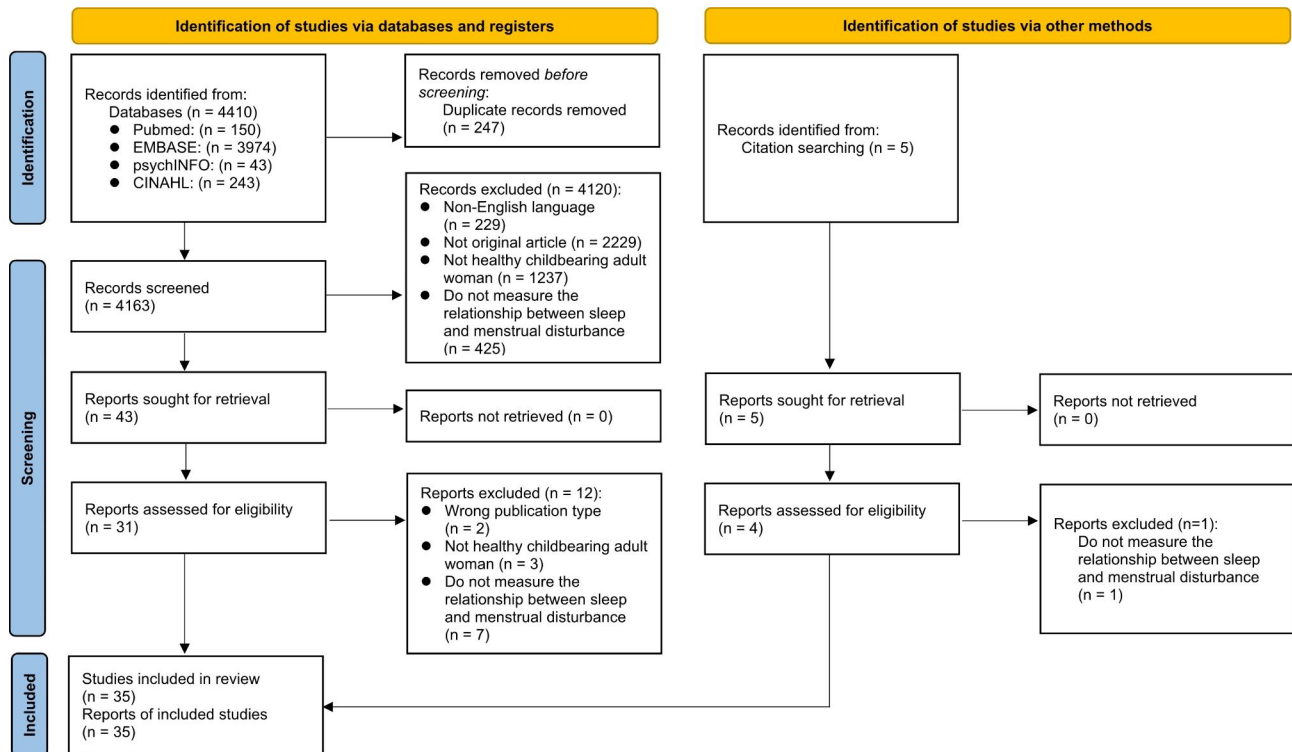 Identification of studies via databases and registers
Identification of studies via other methods
Identification
Records identified from:
Databases (n = 4410)
● Pubmed: (n = 150)
● EMBASE: (n = 3974)
● psychINFO: (n = 43)
● CINAHL: (n = 243)
Records removed before
screening:
Duplicate records removed
(n = 247)
Records identified from:
Citation searching (n = 5)
Screening
Records screened
(n = 4163)
Records excluded (n = 4120):
● Non-English language
(n = 229)
● Not original article (n = 2229)
● Not healthy childbearing adult
woman (n = 1237)
● Do not measure the
relationship between sleep
and menstrual disturbance
(n = 425)
Reports sought for retrieval
(n = 43)
Reports not retrieved (n = 0)
Reports sought for retrieval
(n = 5)
Reports not retrieved
(n = 0)
Reports assessed for eligibility
(n = 31)
Reports excluded (n = 12):
● Wrong publication type
(n = 2)
● Not healthy childbearing adult
woman (n = 3)
● Do not measure the
relationship between sleep
and menstrual disturbance
(n = 7)
Reports assessed for eligibility
(n = 4)
Reports excluded (n=1):
Do not measure the
relationship between sleep
and menstrual disturbance
(n = 1)
Included
Studies included in review
(n = 35)
Reports of included studies
(n = 35)